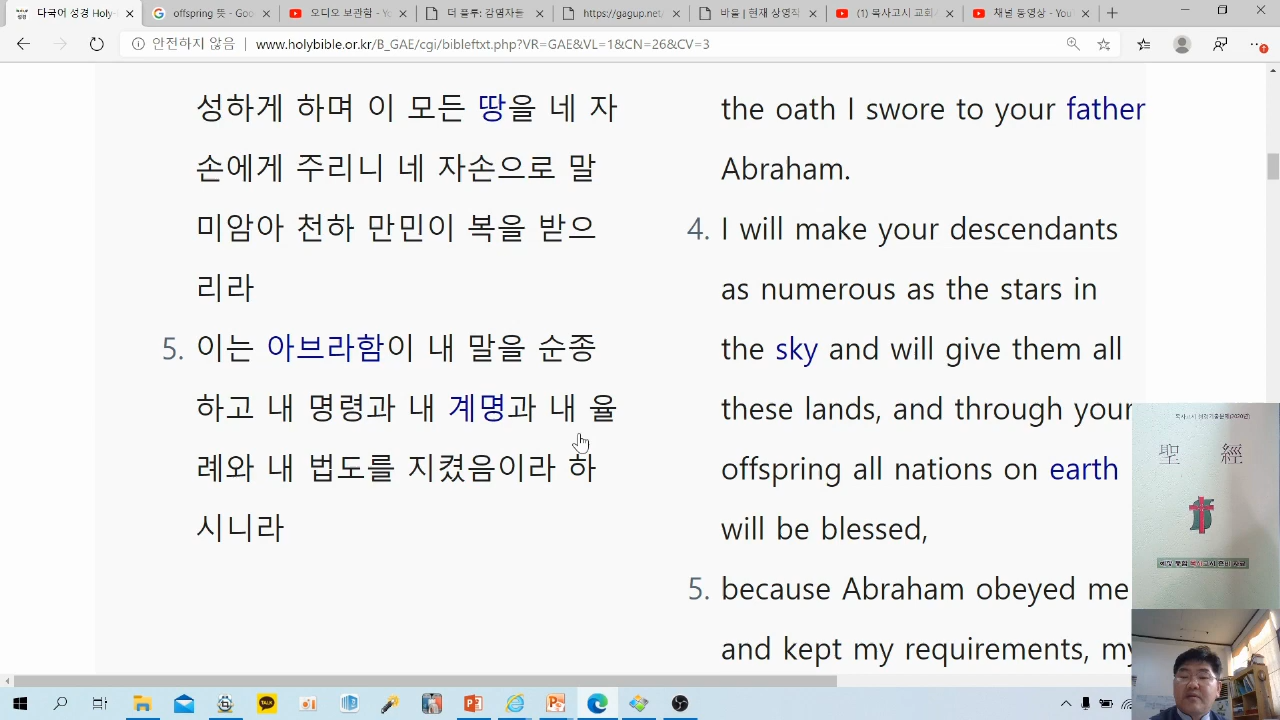 다국어 성경 Holy-
offspring 뜻 - Goo
오디오 보관함 - Yo
더 플루: 감염자들
https://gagup.net/
바울 | 현재 상영작
(1) 목사고시 교회사
채널 동영상 - YouT
안전하지 않음
www.holybible.or.kr/B_GAE/cgi/bibleftxt.php?VR=GAE&VL=1&CN=26&CV=3
성하게 하며 이 모든 땅을 네 자
손에게 주리니 네 자손으로 말
미암아 천하 만민이 복을 받으
리라
5. 이는 아브라함이 내 말을 순종
하고 내 명령과 내 계명과 내 율
례와 내 법도를 지켰음이라 하
시니라
the oath I swore to your father
Abraham.
4. I will make your descendants
as numerous as the stars in
the sky and will give them all
these lands, and through your
offspring all nations on earth
will be blessed,
5. because Abraham obeyed me
and kept my requirements, my
聖 經
TALK